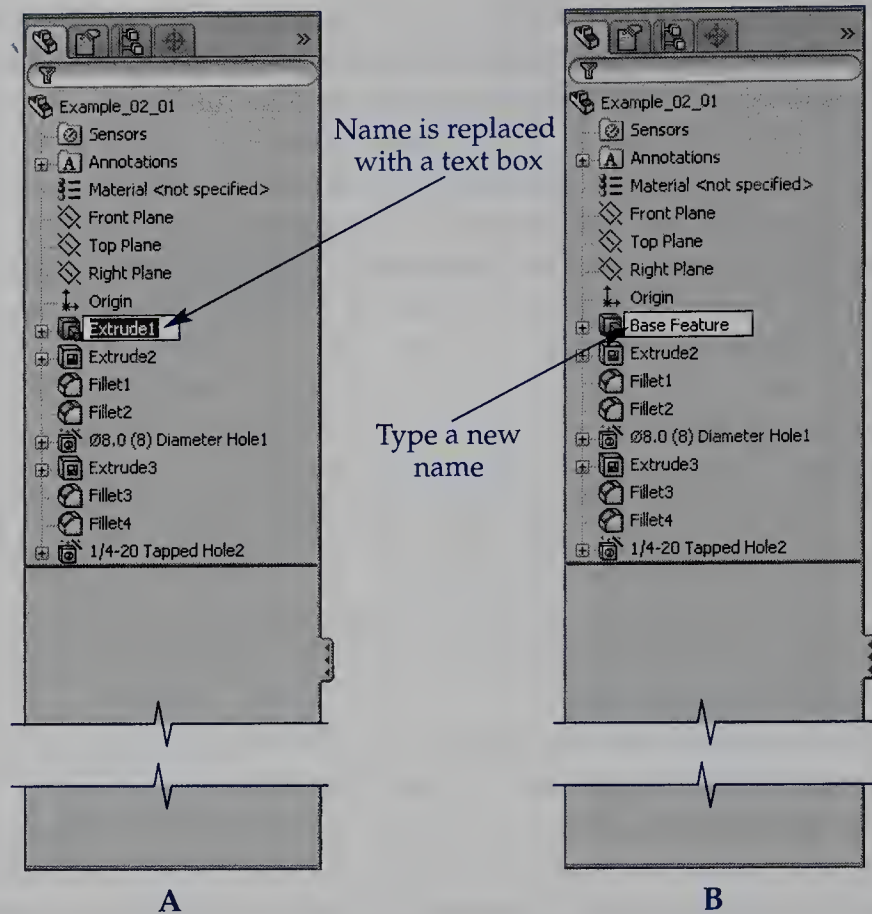 Example_02_01
Sensors
Annotations
Material <not specified>
Front Plane
Top Plane
Right Plane
Origin
Extrude1
Extrude2
Fillet1
Fillet2
Ø8.0 (8) Diameter Hole1
Extrude3
Fillet3
Fillet4
1/4-20 Tapped Hole2
A
Name is replaced
with a text box
Type a new
name
Example_02_01
Sensors
A Annotations
Material <not specified>
Front Plane
Top Plane
Right Plane
Origin
Base Feature
Extrude2
Fillet1
Fillet2
Ø8.0 (8) Diameter Hole1
Extrude3
Fillet3
Fillet4
1/4-20 Tapped Hole2
B